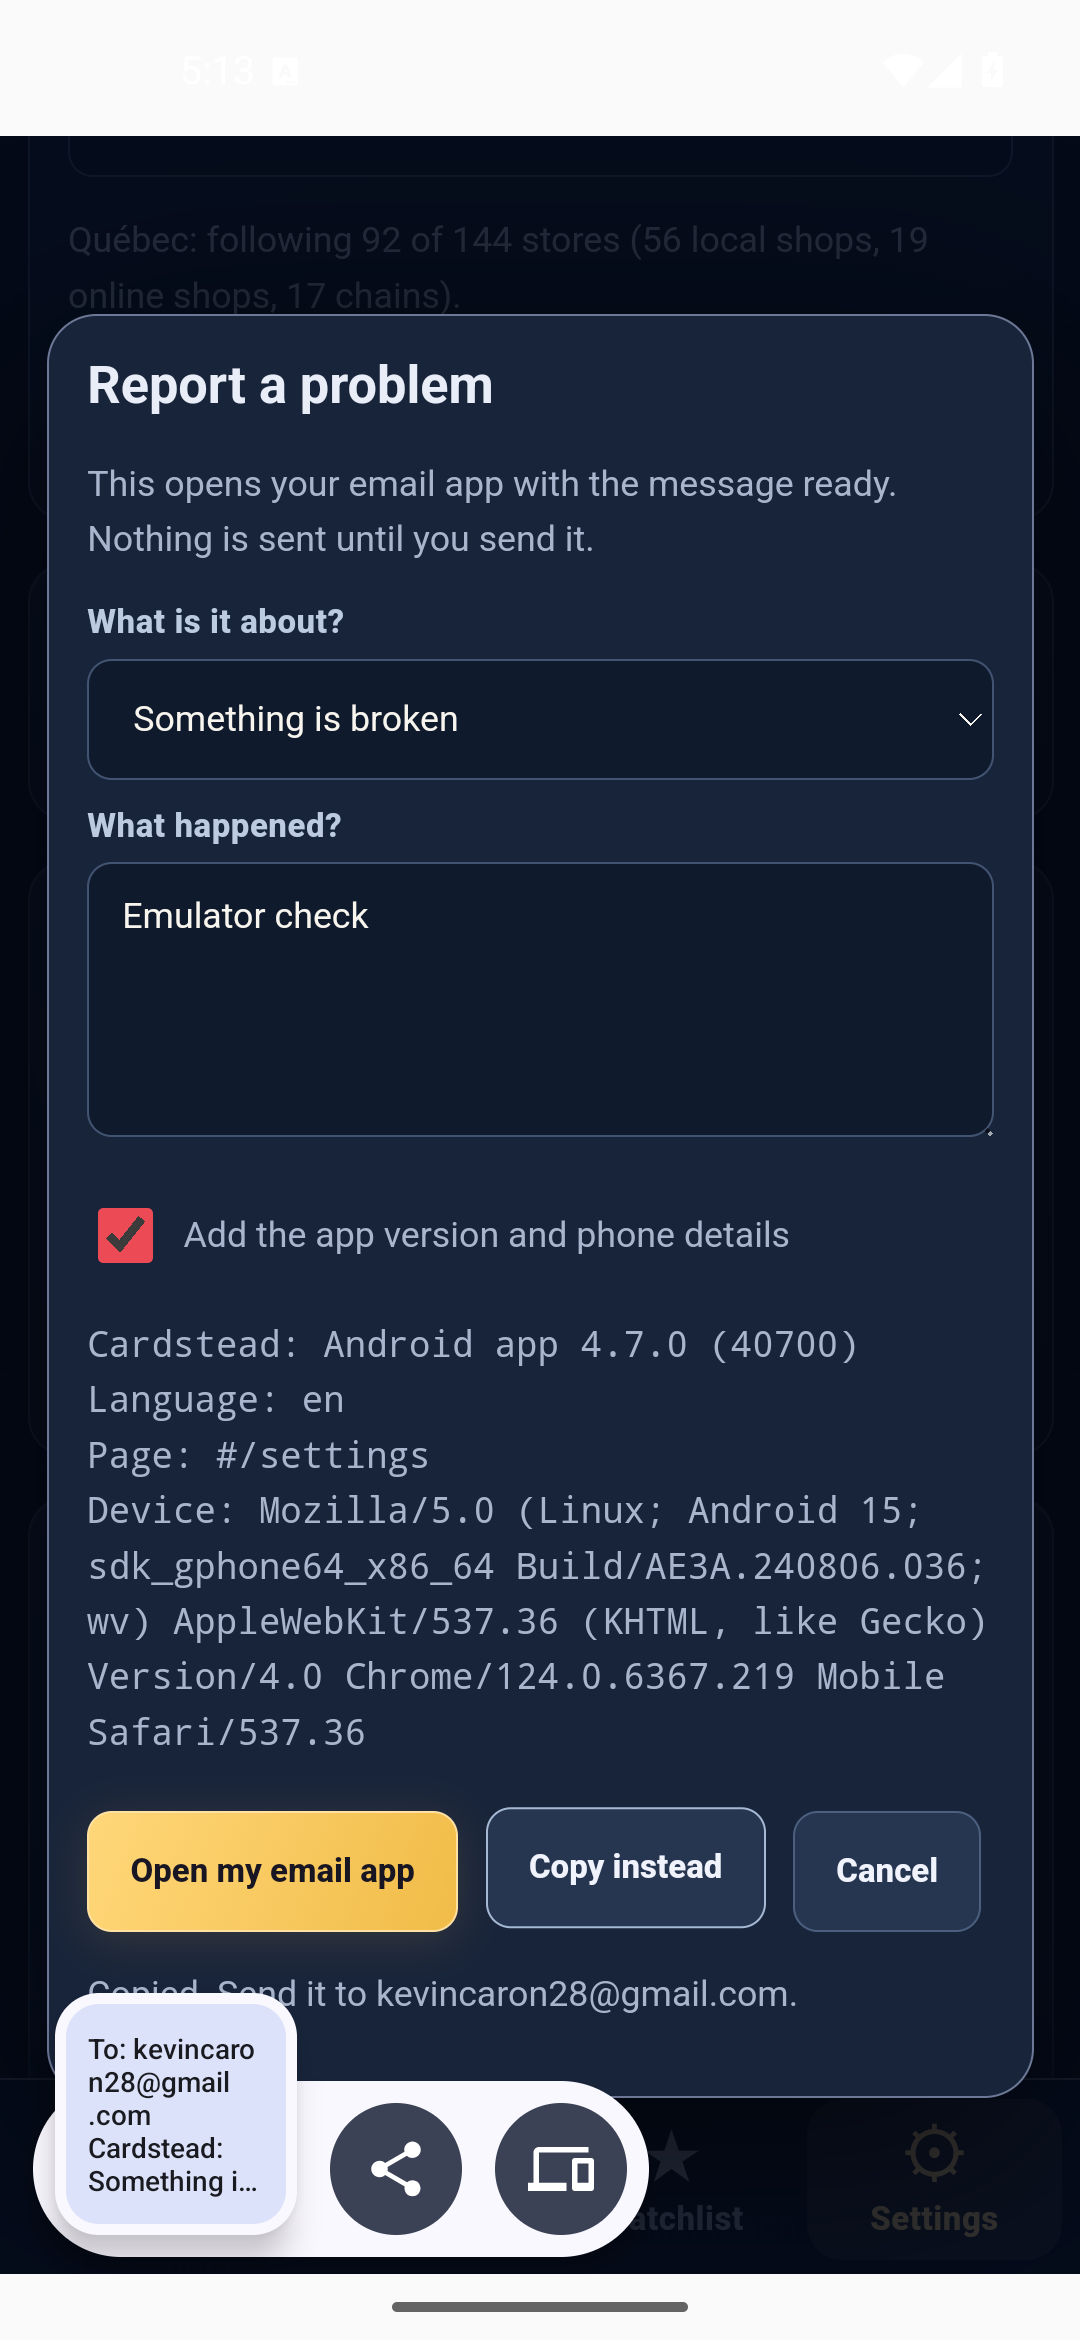 5:13
Québec: following 92 of 144 stores (56 local shops, 19
online shops, 17 chains).
Report a problem
This opens your email app with the message ready.
Nothing is sent until you send it.
What is it about?
Something is broken
What happened?
Emulator check
Add the app version and phone details
Cardstead: Android app 4.7.0 (40700)
Language: en
Page: #/settings
Device: Mozilla/5.0 (Linux; Android 15;
sdk_gphone64_x86_64 Build/AE3A.240806.036;
wv) AppleWebKit/537.36 (KHTML, like Gecko)
Version/4.0 Chrome/124.0.6367.219 Mobile
Safari/537.36
Open my email app
Copy instead
Cancel
Copied. Send it to kevincaron28@gmail.com.
To: kevincaro
n28@gmail
.com
Cardstead:
Something i...
atchlist
Settings